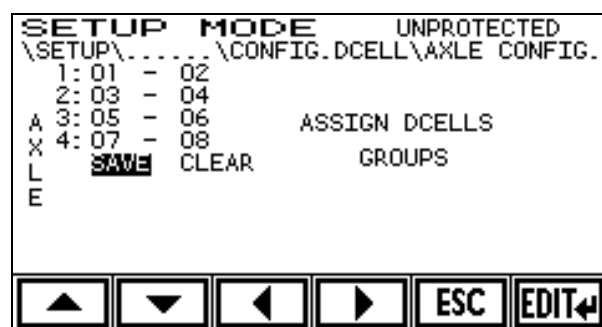 SETUP MODE UNPROTECTED
\SETUP\.......\CONFIG.DCELL\AXLE CONFIG.
1: 01 - 02
2: 03 - 04
3: 05 - 06
4: 07 - 08
AXLE
ASSIGN DCELLS
GROUPS
SAVE CLEAR
ESC EDIT↵